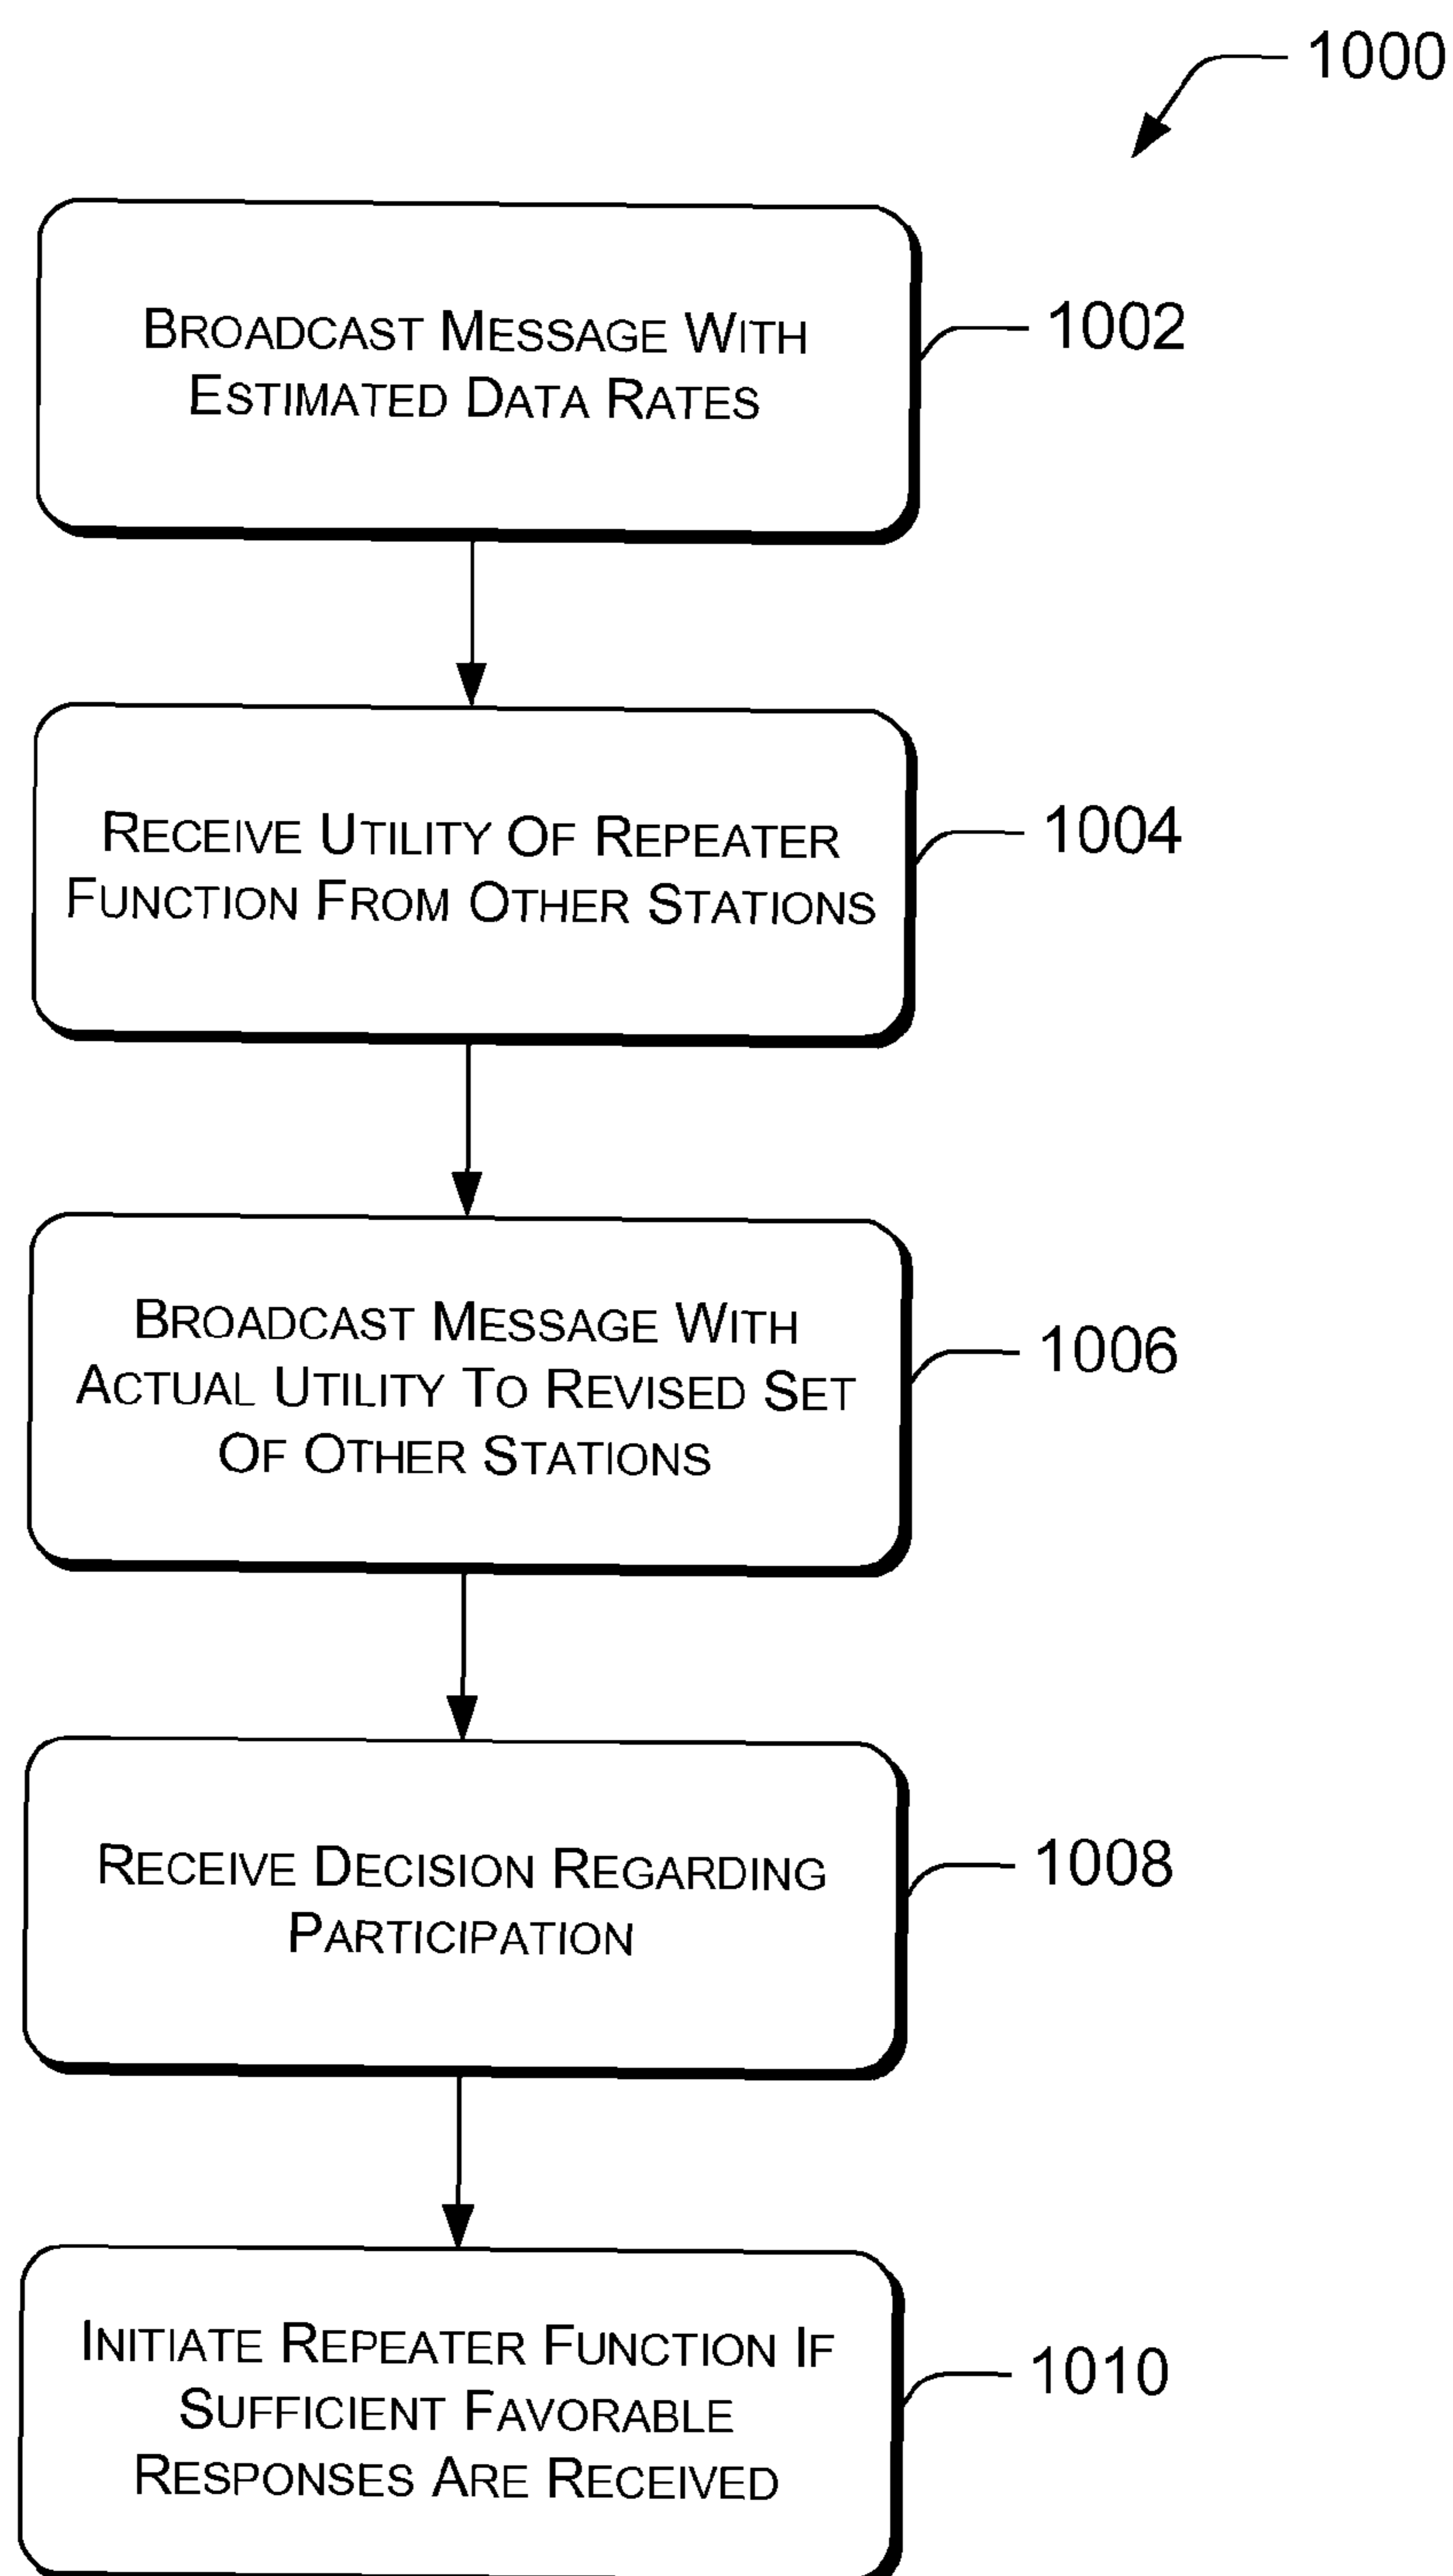 1000
BROADCAST MESSAGE WITH
ESTIMATED DATA RATES
1002
RECEIVE UTILITY OF REPEATER
FUNCTION FROM OTHER STATIONS
1004
BROADCAST MESSAGE WITH
ACTUAL UTILITY TO REVISED SET
OF OTHER STATIONS
1006
RECEIVE DECISION REGARDING
PARTICIPATION
1008
INITIATE REPEATER FUNCTION IF
SUFFICIENT FAVORABLE
RESPONSES ARE RECEIVED
1010